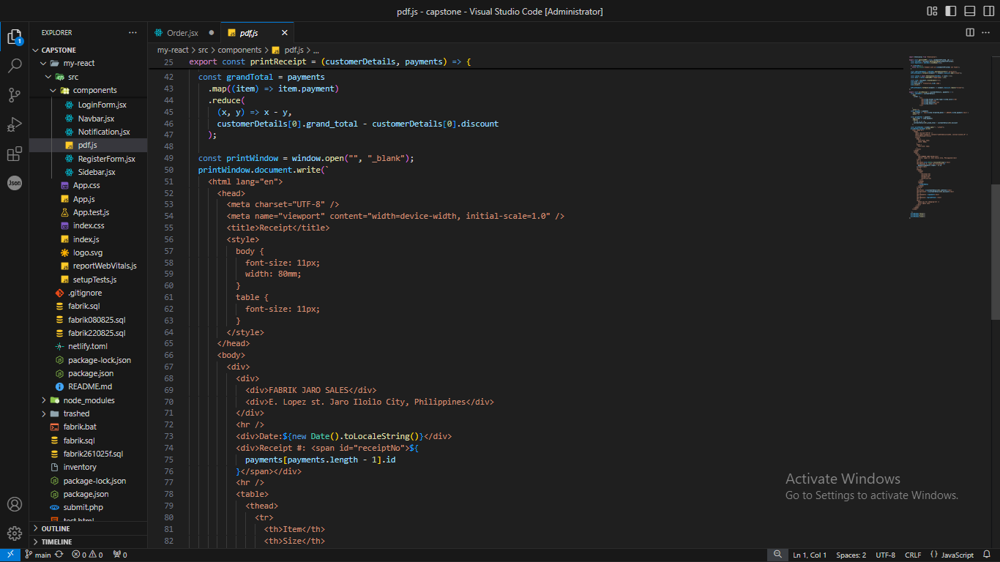 pdf.js - capstone - Visual Studio Code [Administrator]
EXPLORER
CAPSTONE
my-react
src
components
LoginForm.jsx
Navbar.jsx
Notification.jsx
pdf.js
RegisterForm.jsx
Sidebar.jsx
App.css
App.js
App.test.js
index.css
index.js
logo.svg
reportWebVitals.js
setupTests.js
.gitignore
fabrik.sql
fabrik080825.sql
fabrik220825.sql
netlify.toml
package-lock.json
package.json
README.md
node_modules
trashed
fabrik.bat
fabrik.sql
fabrik261025f.sql
inventory
package-lock.json
package.json
submit.php
test.html
OUTLINE
TIMELINE
1
Json
Order.jsx
pdf.js
my-react > src > components > pdf.js > ...
25 export const printReceipt = (customerDetails, payments) => {
42 const grandTotal = payments
43 .map((item) => item.payment)
44 .reduce(
45 (x, y) => x - y,
46 customerDetails[0].grand_total - customerDetails[0].discount
47 );
48
49 const printWindow = window.open("", "_blank");
50 printWindow.document.write(`
51 <html lang="en">
52 <head>
53 <meta charset="UTF-8" />
54 <meta name="viewport" content="width=device-width, initial-scale=1.0" />
55 <title>Receipt</title>
56 <style>
57 body {
58 font-size: 11px;
59 width: 80mm;
60 }
61 table {
62 font-size: 11px;
63 }
64 </style>
65 </head>
66 <body>
67 <div>
68 <div>
69 <div>FABRIK JARO SALES</div>
70 <div>E. Lopez st. Jaro Iloilo City, Philippines</div>
71 </div>
72 <hr />
73 <div>Date:${new Date().toLocaleString()}</div>
74 <div>Receipt #: <span id="receiptNo">${
75 payments[payments.length - 1].id
76 }</span></div>
77 <hr />
78 <table>
79 <thead>
80 <tr>
81 <th>Item</th>
82 <th>Size</th>
Activate Windows
Go to Settings to activate Windows.
main 0 0 0 Ln 1, Col 1 Spaces: 2 UTF-8 CRLF {} JavaScript